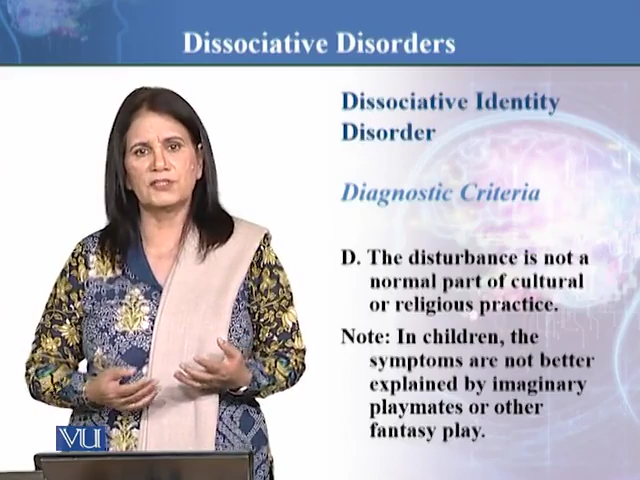 Dissociative Disorders
Dissociative Identity
Disorder
Diagnostic Criteria
D. The disturbance is not a
normal part of cultural
or religious practice.
Note: In children, the
symptoms are not better
explained by imaginary
playmates or other
fantasy play.
VU